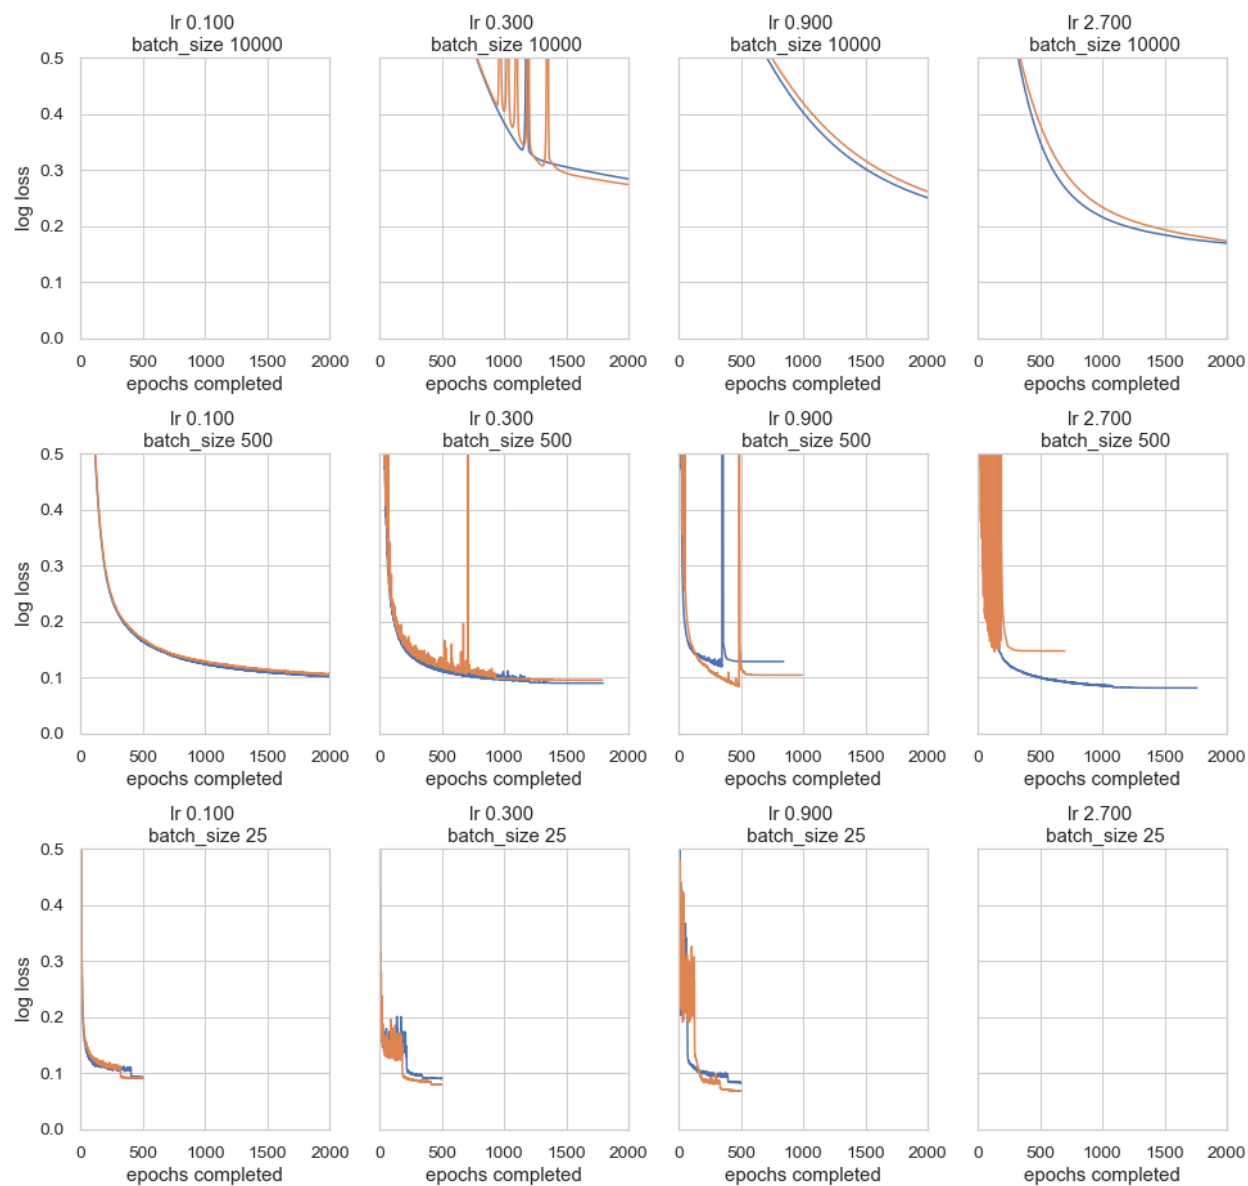 lr 0.100
batch_size 10000
lr 0.300
batch_size 10000
lr 0.900
batch_size 10000
lr 2.700
batch_size 10000
log loss
0.5
0.4
0.3
0.2
0.1
0.0
0 500 1000 1500 2000
epochs completed
0 500 1000 1500 2000
epochs completed
0 500 1000 1500 2000
epochs completed
0 500 1000 1500 2000
epochs completed
lr 0.100
batch_size 500
lr 0.300
batch_size 500
lr 0.900
batch_size 500
lr 2.700
batch_size 500
log loss
0.5
0.4
0.3
0.2
0.1
0.0
0 500 1000 1500 2000
epochs completed
0 500 1000 1500 2000
epochs completed
0 500 1000 1500 2000
epochs completed
0 500 1000 1500 2000
epochs completed
lr 0.100
batch_size 25
lr 0.300
batch_size 25
lr 0.900
batch_size 25
lr 2.700
batch_size 25
log loss
0.5
0.4
0.3
0.2
0.1
0.0
0 500 1000 1500 2000
epochs completed
0 500 1000 1500 2000
epochs completed
0 500 1000 1500 2000
epochs completed
0 500 1000 1500 2000
epochs completed